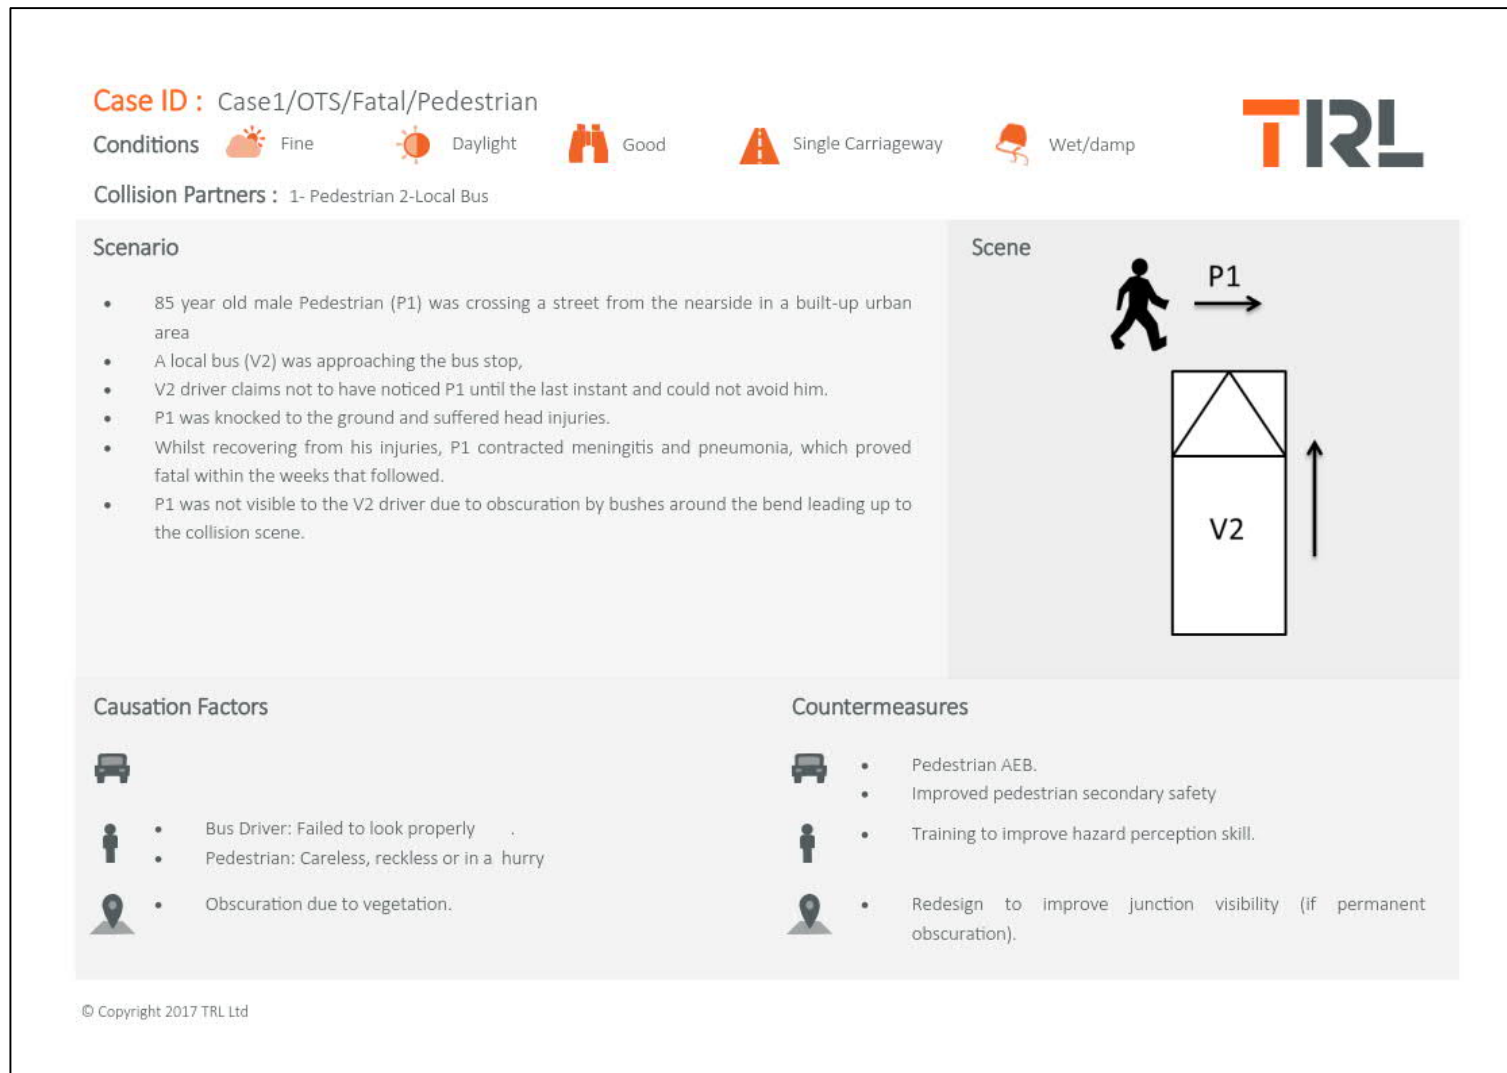 Case ID : Case1/OTS/Fatal/Pedestrian
TRL
Conditions Fine Daylight Good Single Carriageway Wet/damp
Collision Partners : 1- Pedestrian 2-Local Bus
Scenario
• 85 year old male Pedestrian (P1) was crossing a street from the nearside in a built-up urban
area
• A local bus (V2) was approaching the bus stop,
• V2 driver claims not to have noticed P1 until the last instant and could not avoid him.
• P1 was knocked to the ground and suffered head injuries.
• Whilst recovering from his injuries, P1 contracted meningitis and pneumonia, which proved
fatal within the weeks that followed.
• P1 was not visible to the V2 driver due to obscuration by bushes around the bend leading up to
the collision scene.
Scene
P1
V2
Causation Factors
• Bus Driver: Failed to look properly .
• Pedestrian: Careless, reckless or in a hurry
• Obscuration due to vegetation.
Countermeasures
• Pedestrian AEB.
• Improved pedestrian secondary safety
• Training to improve hazard perception skill.
• Redesign to improve junction visibility (if permanent
obscuration).
© Copyright 2017 TRL Ltd